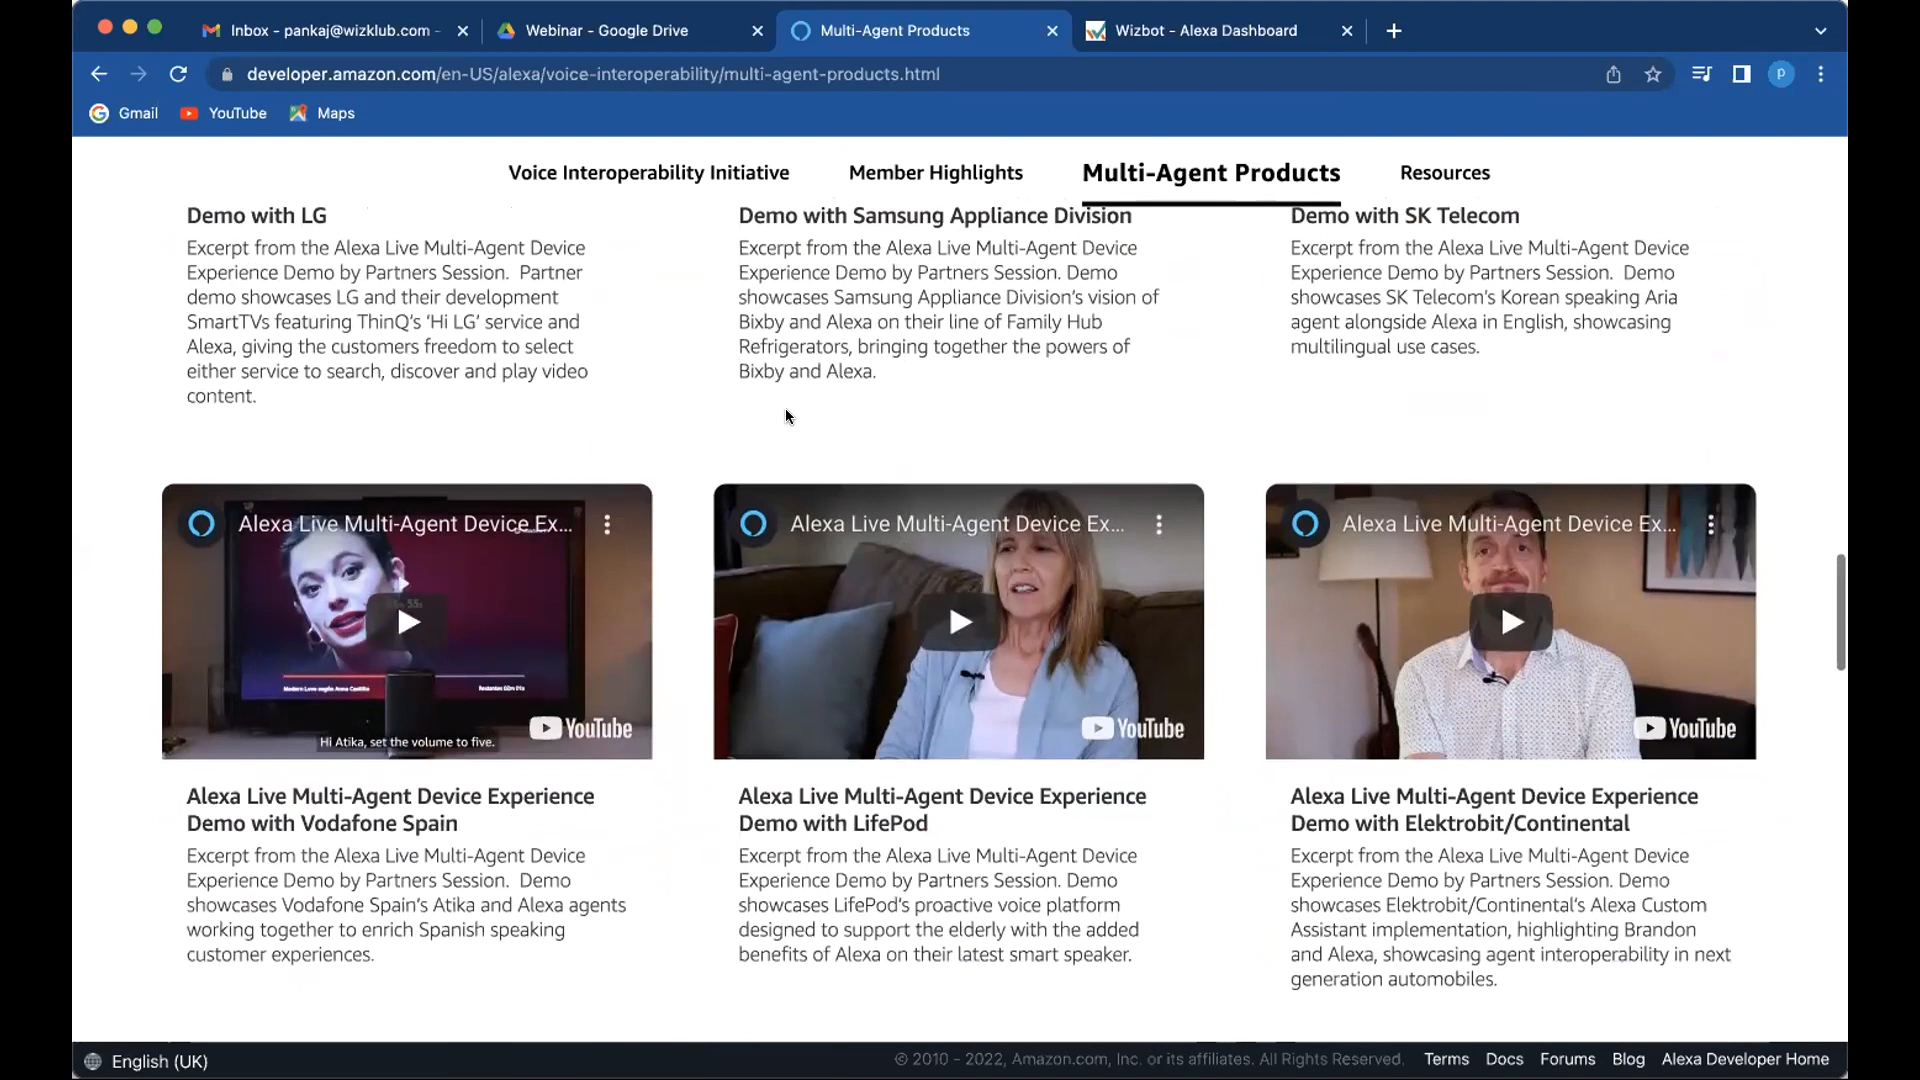 Inbox - pankaj@wizklub.com -
Webinar - Google Drive
Multi-Agent Products
Wizbot - Alexa Dashboard
developer.amazon.com/en-US/alexa/voice-interoperability/multi-agent-products.html
P
Gmail
YouTube
Maps
Voice Interoperability Initiative
Member Highlights
Multi-Agent Products
Resources
Demo with LG
Excerpt from the Alexa Live Multi-Agent Device
Experience Demo by Partners Session. Partner
demo showcases LG and their development
SmartTVs featuring ThinQ's 'Hi LG' service and
Alexa, giving the customers freedom to select
either service to search, discover and play video
content.
Demo with Samsung Appliance Division
Excerpt from the Alexa Live Multi-Agent Device
Experience Demo by Partners Session. Demo
showcases Samsung Appliance Division's vision of
Bixby and Alexa on their line of Family Hub
Refrigerators, bringing together the powers of
Bixby and Alexa.
Demo with SK Telecom
Excerpt from the Alexa Live Multi-Agent Device
Experience Demo by Partners Session. Demo
showcases SK Telecom's Korean speaking Aria
agent alongside Alexa in English, showcasing
multilingual use cases.
Alexa Live Multi-Agent Device Ex...
Hi Atika, set the volume to five.
YouTube
Alexa Live Multi-Agent Device Ex...
YouTube
Alexa Live Multi-Agent Device Ex...
YouTube
Alexa Live Multi-Agent Device Experience
Demo with Vodafone Spain
Excerpt from the Alexa Live Multi-Agent Device
Experience Demo by Partners Session. Demo
showcases Vodafone Spain's Atika and Alexa agents
working together to enrich Spanish speaking
customer experiences.
Alexa Live Multi-Agent Device Experience
Demo with LifePod
Excerpt from the Alexa Live Multi-Agent Device
Experience Demo by Partners Session. Demo
showcases LifePod's proactive voice platform
designed to support the elderly with the added
benefits of Alexa on their latest smart speaker.
Alexa Live Multi-Agent Device Experience
Demo with Elektrobit/Continental
Excerpt from the Alexa Live Multi-Agent Device
Experience Demo by Partners Session. Demo
showcases Elektrobit/Continental's Alexa Custom
Assistant implementation, highlighting Brandon
and Alexa, showcasing agent interoperability in next
generation automobiles.
English (UK)
© 2010 - 2022, Amazon.com, Inc. or its affiliates. All Rights Reserved.
Terms
Docs
Forums
Blog
Alexa Developer Home